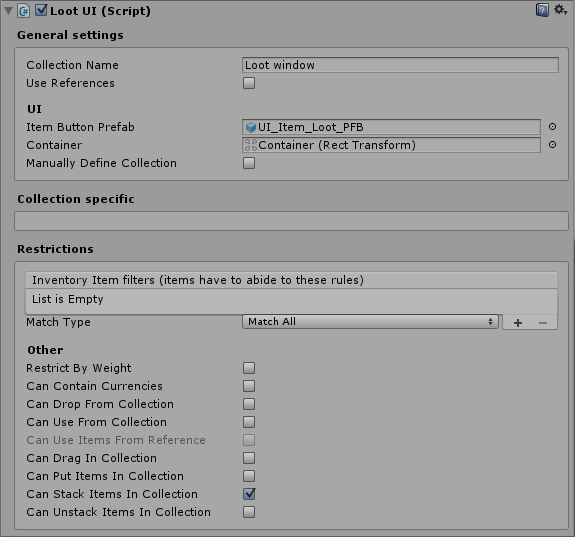 Loot UI (Script)
General settings
Collection Name Loot window
Use References
UI
Item Button Prefab UI_Item_Loot_PFB
Container Container (Rect Transform)
Manually Define Collection
Collection specific
Restrictions
Inventory Item filters (items have to abide to these rules)
List is Empty
Match Type Match All + −
Other
Restrict By Weight
Can Contain Currencies
Can Drop From Collection
Can Use From Collection
Can Use Items From Reference
Can Drag In Collection
Can Put Items In Collection
Can Stack Items In Collection
Can Unstack Items In Collection